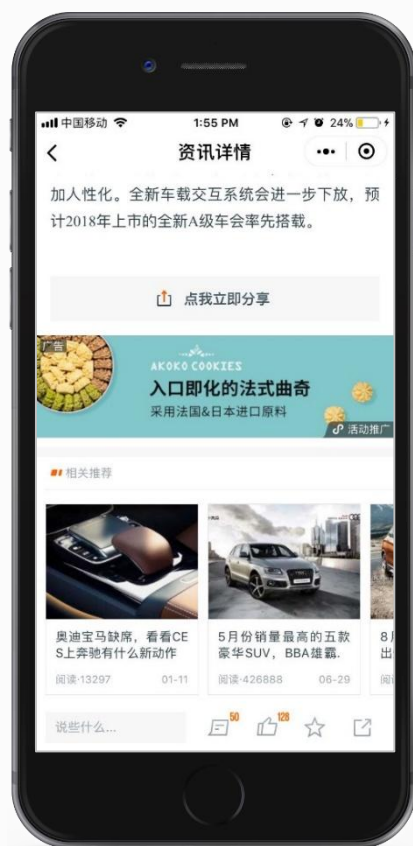 中国移动 1:55 PM 24%
资讯详情
加人性化。全新车载交互系统会进一步下放，预
计2018年上市的全新A级车会率先搭载。
点我立即分享
广告
AKOKO COOKIES
入口即化的法式曲奇
采用法国&日本进口原料
活动推广
相关推荐
奥迪宝马缺席，看看CE
S上奔驰有什么新动作
阅读·13297 01-11
5月份销量最高的五款
豪华SUV，BBA雄霸.
阅读·426888 06-29
8
出
说些什么...
50
128